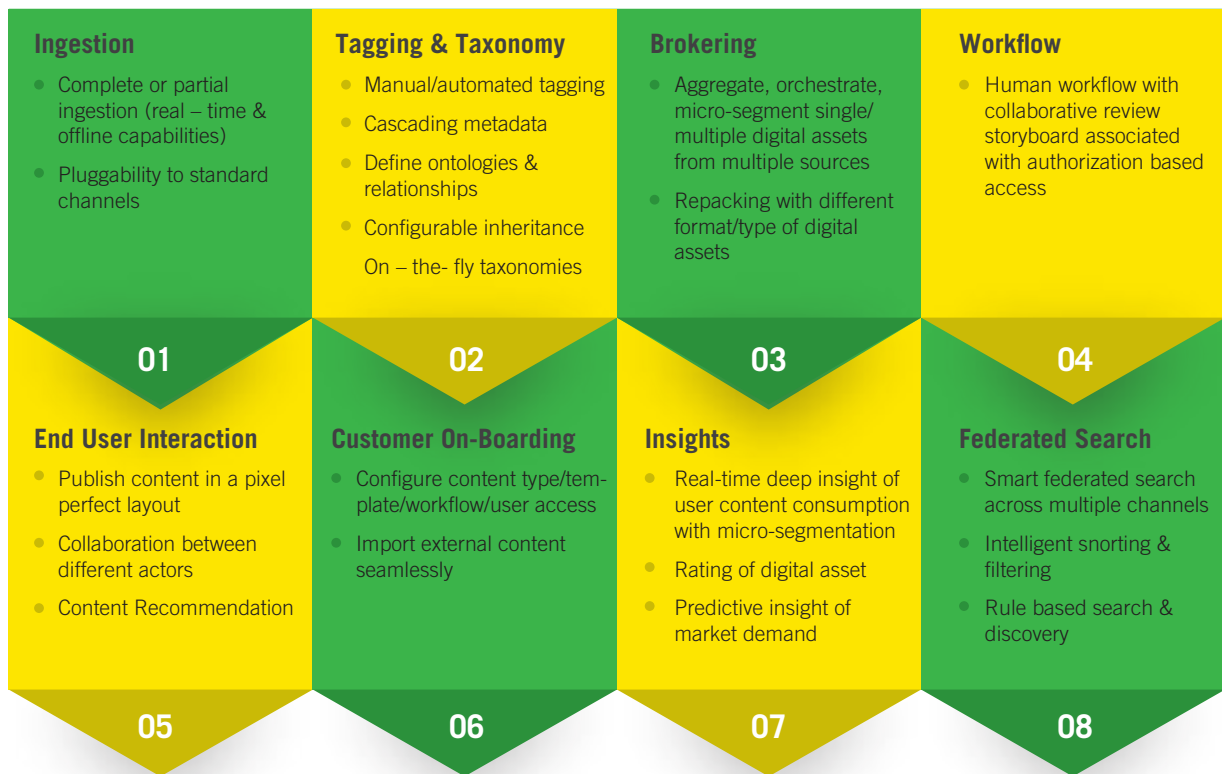 Ingestion
Complete or partial
ingestion (real – time &
offline capabilities)
Pluggability to standard
channels
01
Tagging & Taxonomy
Manual/automated tagging
Cascading metadata
Define ontologies &
relationships
Configurable inheritance
On – the- fly taxonomies
02
Brokering
Aggregate, orchestrate,
micro-segment single/
multiple digital assets
from multiple sources
Repacking with different
format/type of digital
assets
03
Workflow
Human workflow with
collaborative review
storyboard associated
with authorization based
access
04
End User Interaction
Publish content in a pixel
perfect layout
Collaboration between
different actors
Content Recommendation
05
Customer On-Boarding
Configure content type/tem-
plate/workflow/user access
Import external content
seamlessly
06
Insights
Real-time deep insight of
user content consumption
with micro-segmentation
Rating of digital asset
Predictive insight of
market demand
07
Federated Search
Smart federated search
across multiple channels
Intelligent snorting &
filtering
Rule based search &
discovery
08